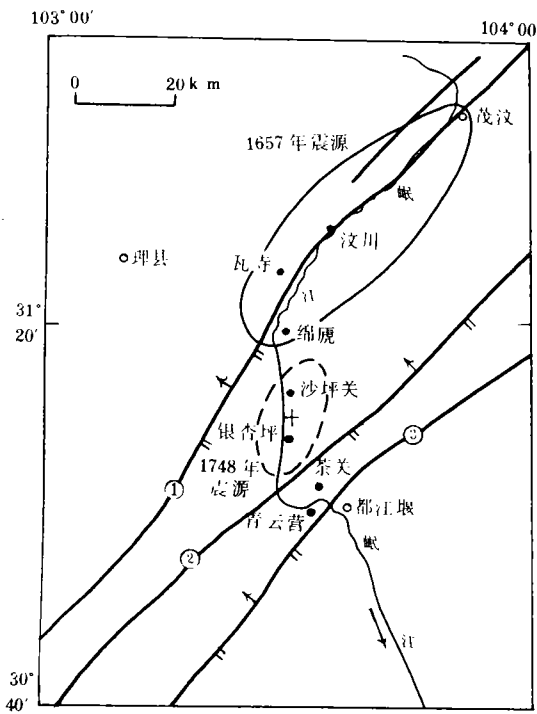 103°00′
104°00
0 20 km
茂汶
1657年震源
岷
汶川
瓦寺
理县
江
31°
20′
绵虒
沙坪关
银杏坪
③
1748年
震源
茶关
①
都江堰
青云营
岷
②
江
30°
40′